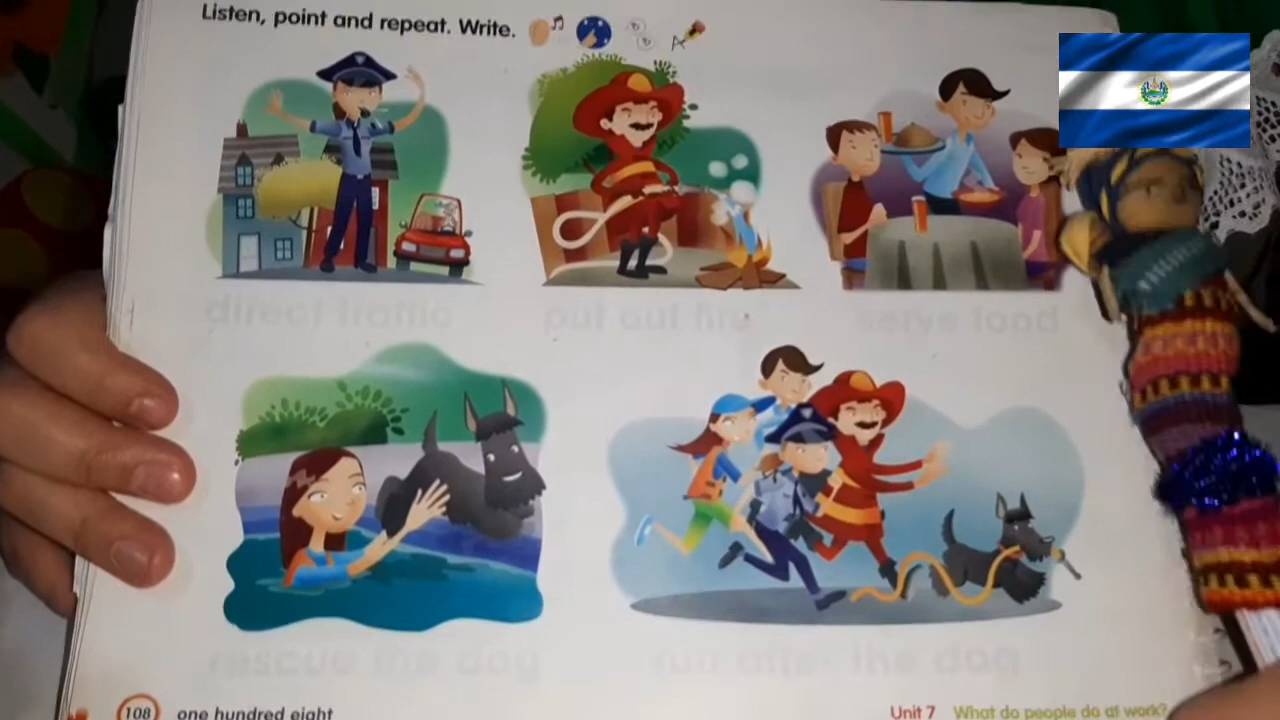 Listen, point and repeat. Write.
direct traffic
put out fire
serve food
rescue the dog
run after the dog
108 one hundred eight
Unit 7 What do people do at work?